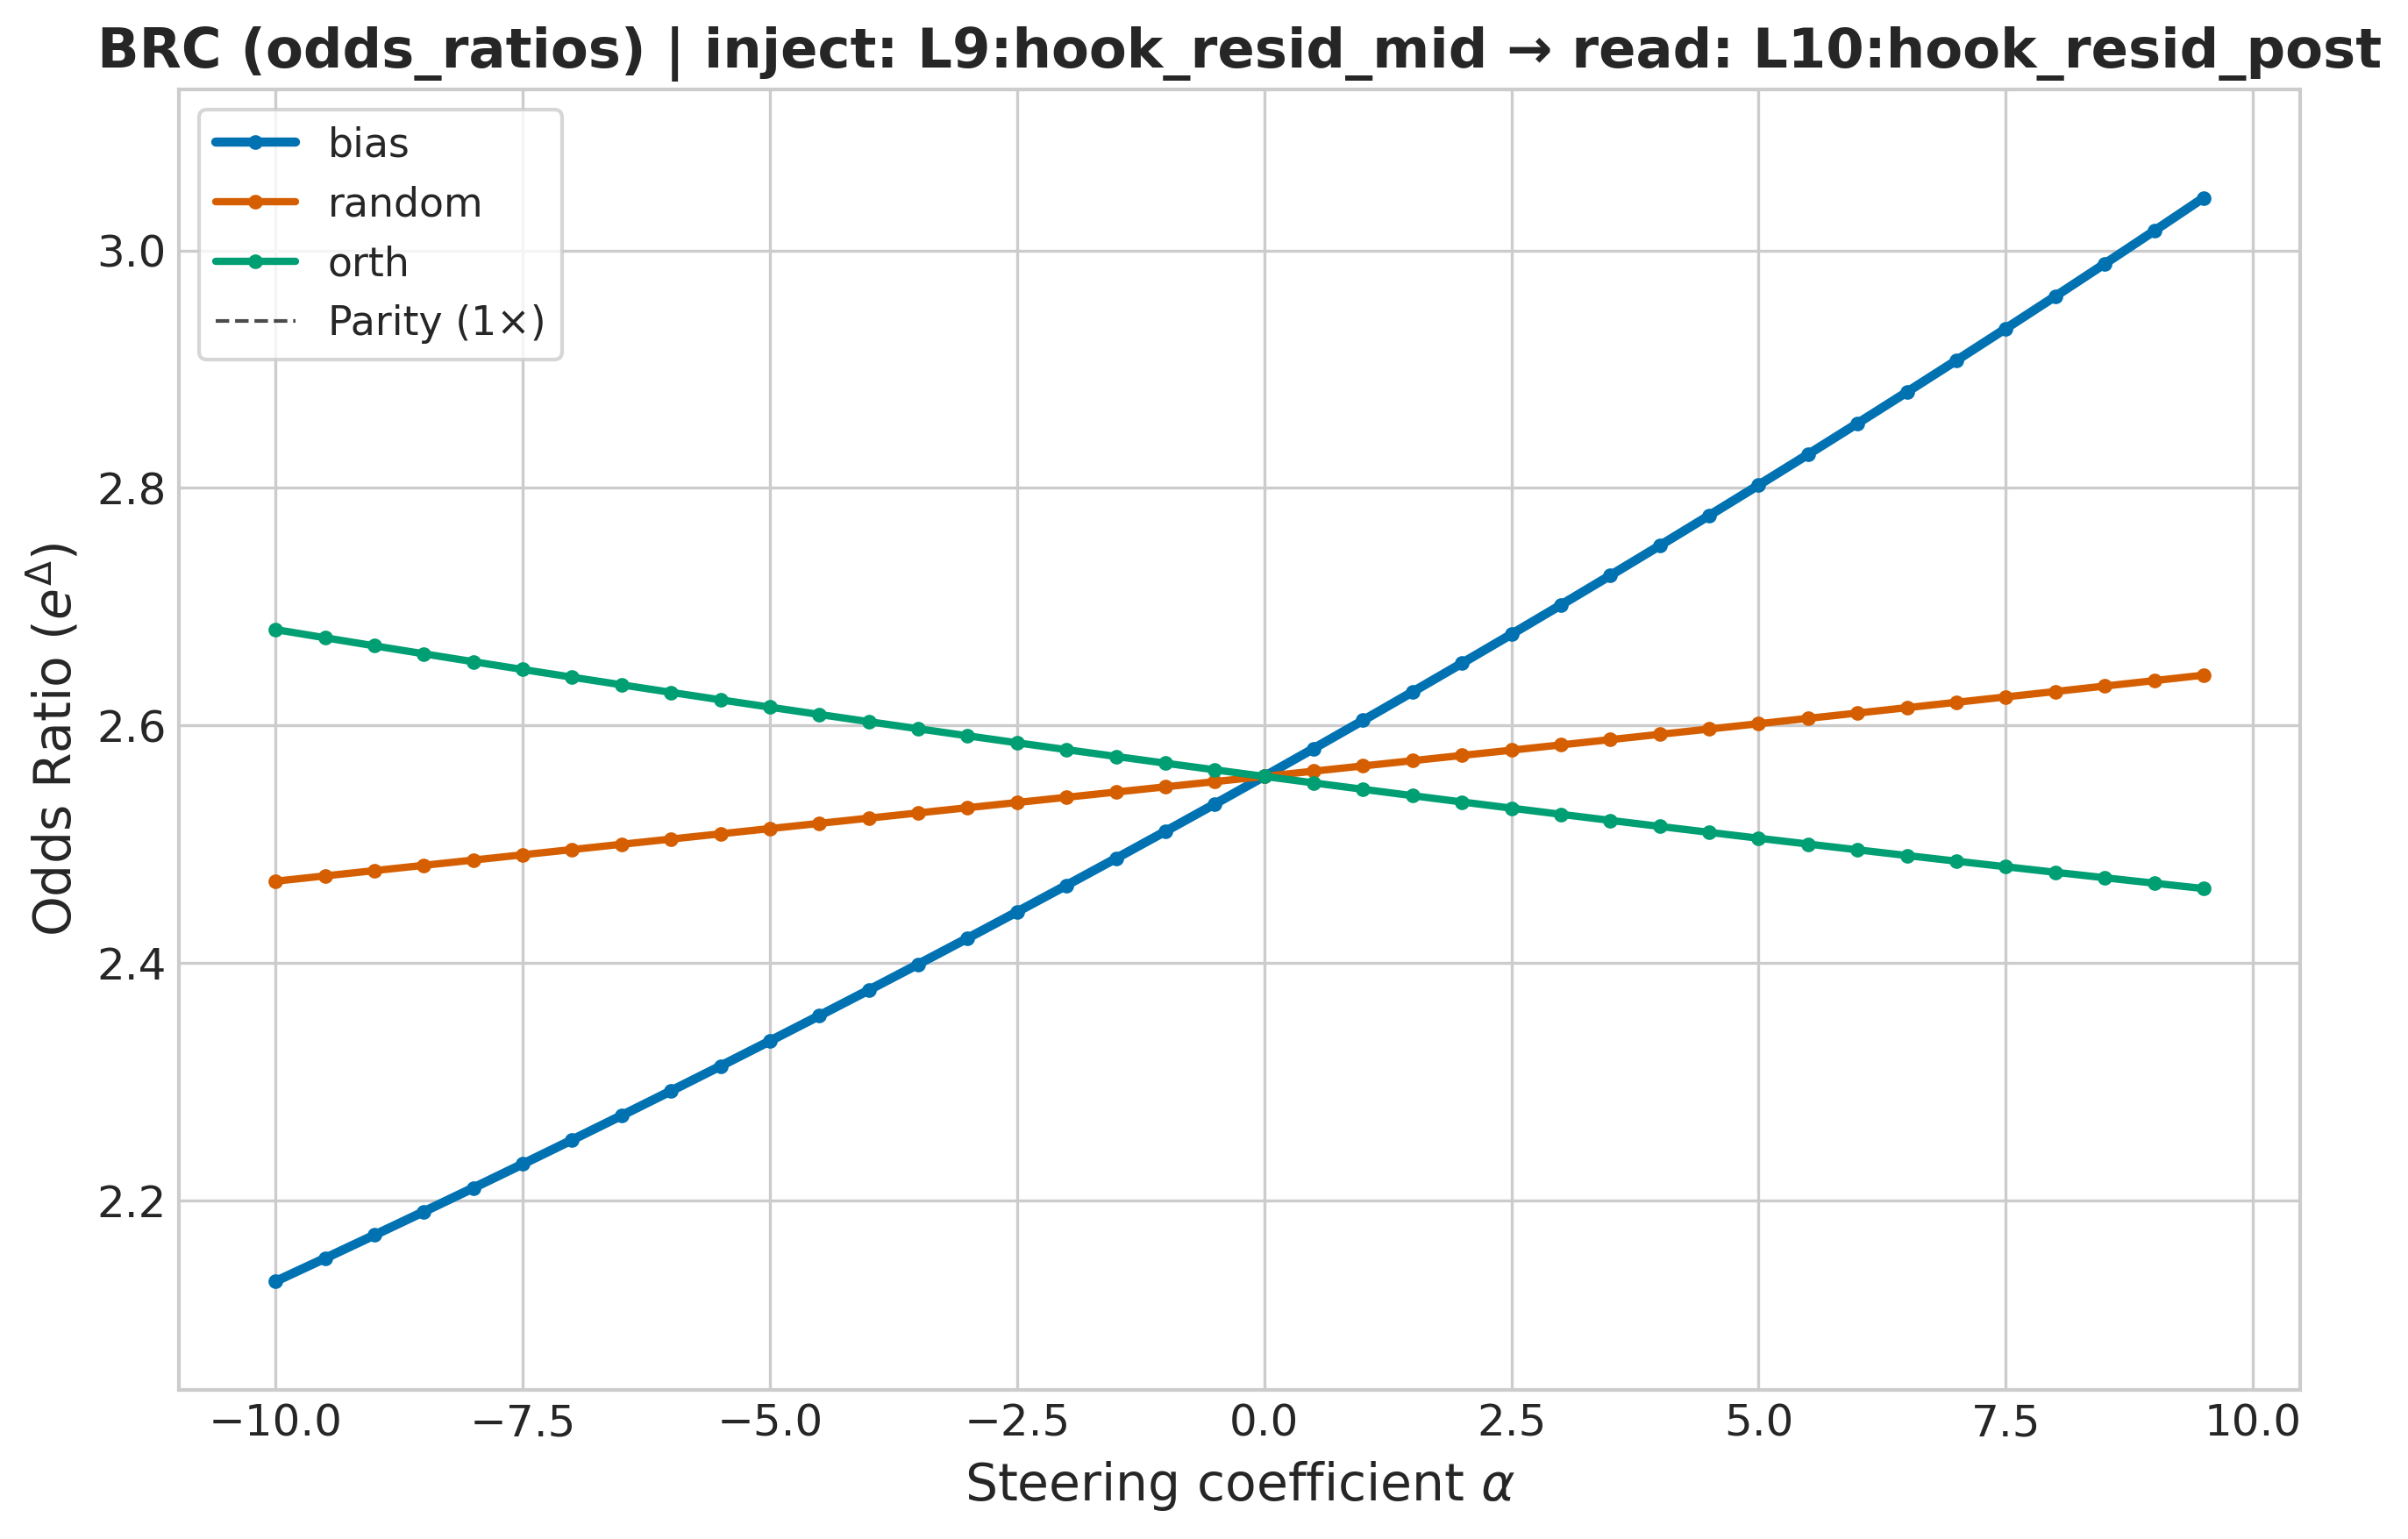 BRC (odds_ratios) | inject: L9:hook_resid_mid → read: L10:hook_resid_post
bias
random
orth
Parity (1×)
Odds Ratio (e^Δ)
3.0
2.8
2.6
2.4
2.2
−10.0 −7.5 −5.0 −2.5 0.0 2.5 5.0 7.5 10.0
Steering coefficient α